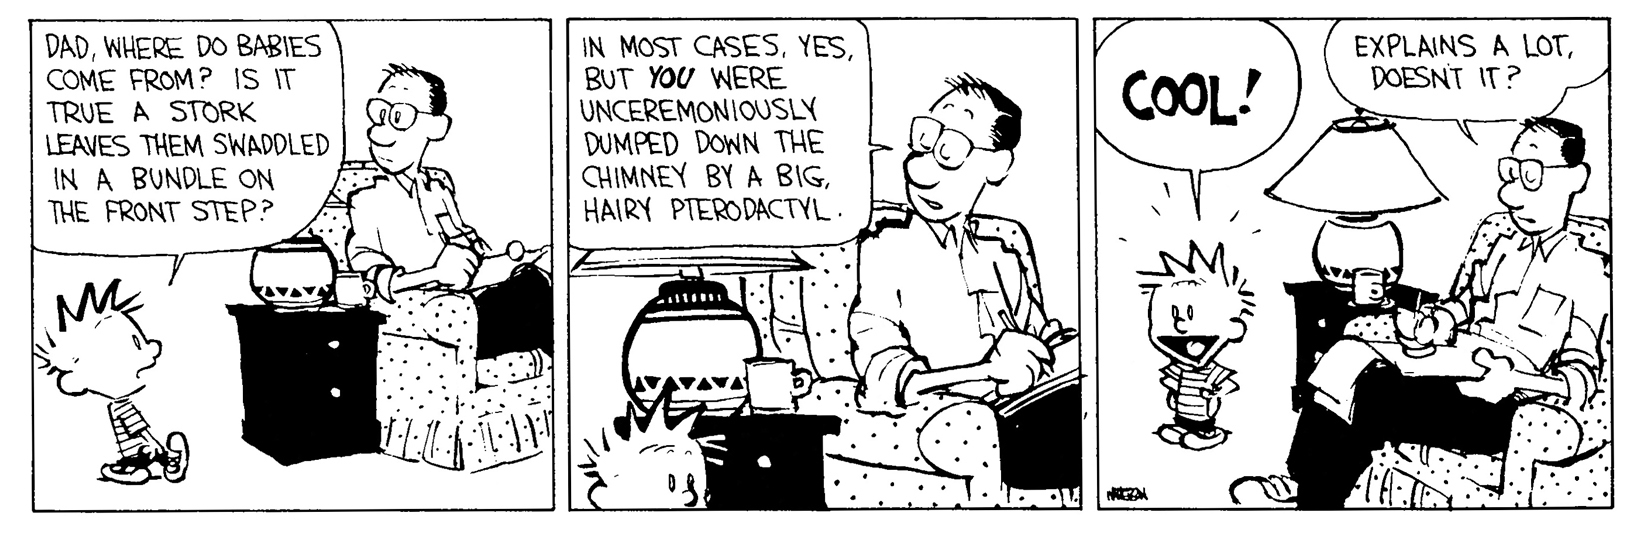 DAD, WHERE DO BABIES
COME FROM? IS IT
TRUE A STORK
LEAVES THEM SWADDLED
IN A BUNDLE ON
THE FRONT STEP?
IN MOST CASES, YES,
BUT YOU WERE
UNCEREMONIOUSLY
DUMPED DOWN THE
CHIMNEY BY A BIG,
HAIRY PTERODACTYL.
COOL!
EXPLAINS A LOT,
DOESN'T IT?
WATTERSON